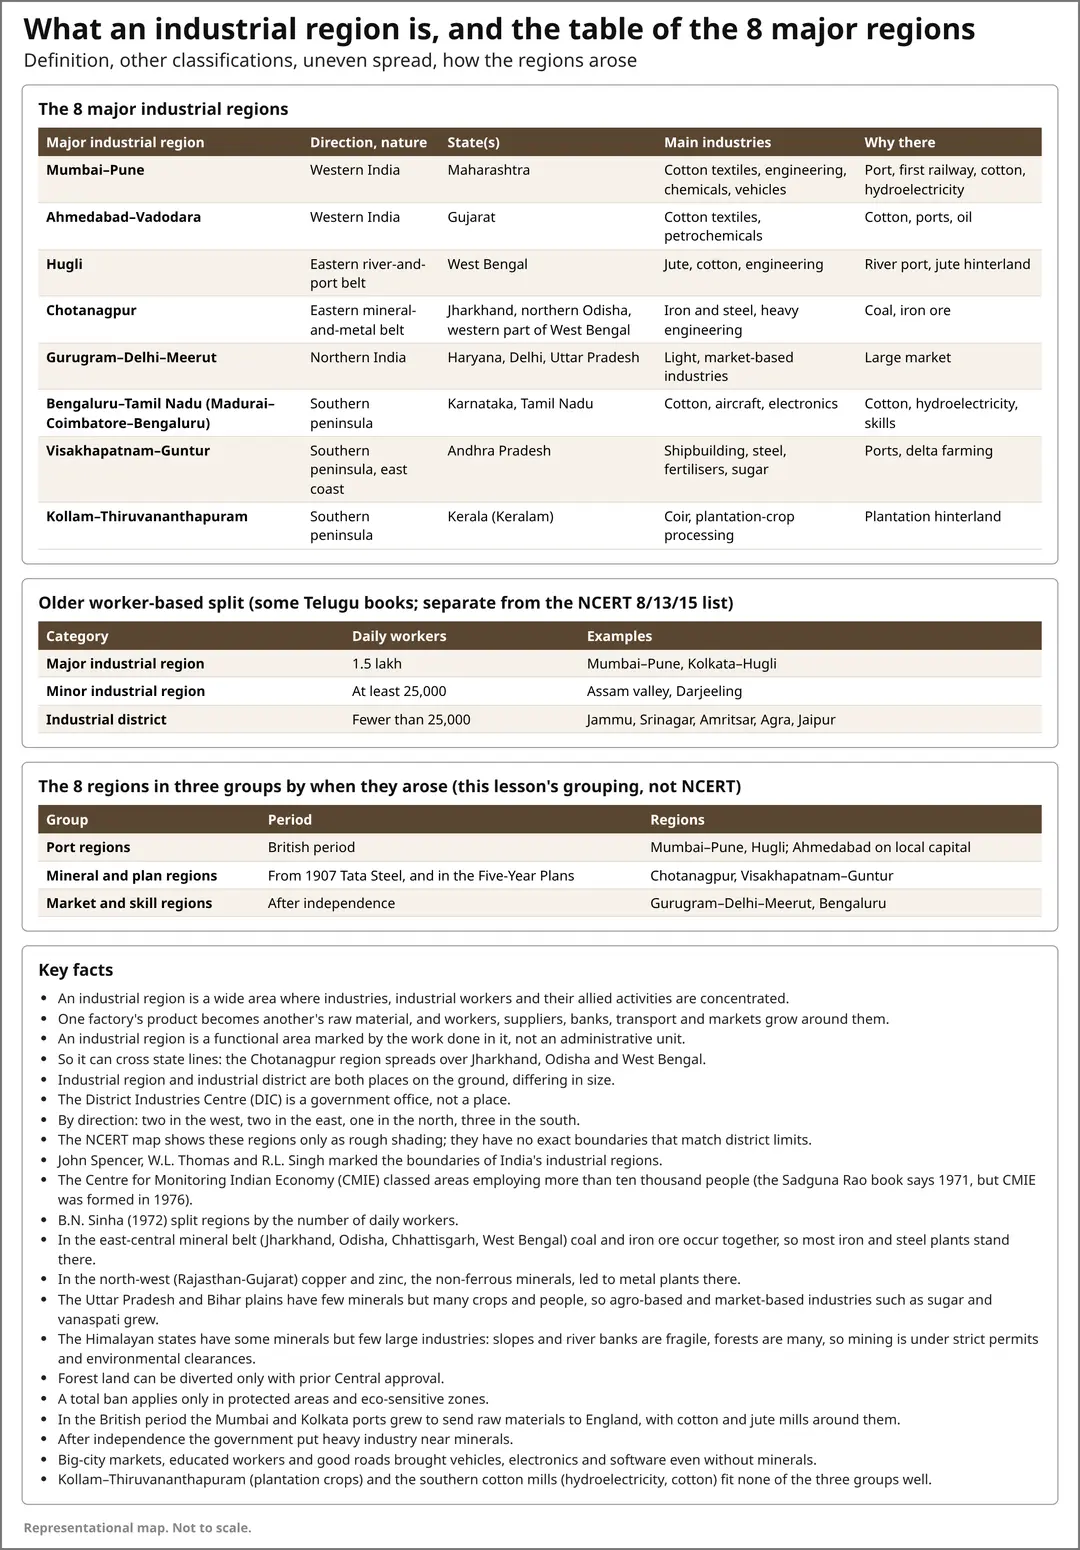 What an industrial region is, and the table of the 8 major regions
Definition, other classifications, uneven spread, how the regions arose
The 8 major industrial regions
Major industrial region Direction, nature State(s) Main industries Why there
Mumbai–Pune Western India Maharashtra Cotton textiles, engineering, chemicals, vehicles Port, first railway, cotton, hydroelectricity
Ahmedabad–Vadodara Western India Gujarat Cotton textiles, petrochemicals Cotton, ports, oil
Hugli Eastern river-and-port belt West Bengal Jute, cotton, engineering River port, jute hinterland
Chotanagpur Eastern mineral-and-metal belt Jharkhand, northern Odisha, western part of West Bengal Iron and steel, heavy engineering Coal, iron ore
Gurugram–Delhi–Meerut Northern India Haryana, Delhi, Uttar Pradesh Light, market-based industries Large market
Bengaluru–Tamil Nadu (Madurai–Coimbatore–Bengaluru) Southern peninsula Karnataka, Tamil Nadu Cotton, aircraft, electronics Cotton, hydroelectricity, skills
Visakhapatnam–Guntur Southern peninsula, east coast Andhra Pradesh Shipbuilding, steel, fertilisers, sugar Ports, delta farming
Kollam–Thiruvananthapuram Southern peninsula Kerala (Keralam) Coir, plantation-crop processing Plantation hinterland
Older worker-based split (some Telugu books; separate from the NCERT 8/13/15 list)
Category Daily workers Examples
Major industrial region 1.5 lakh Mumbai–Pune, Kolkata–Hugli
Minor industrial region At least 25,000 Assam valley, Darjeeling
Industrial district Fewer than 25,000 Jammu, Srinagar, Amritsar, Agra, Jaipur
The 8 regions in three groups by when they arose (this lesson's grouping, not NCERT)
Group Period Regions
Port regions British period Mumbai–Pune, Hugli; Ahmedabad on local capital
Mineral and plan regions From 1907 Tata Steel, and in the Five-Year Plans Chotanagpur, Visakhapatnam–Guntur
Market and skill regions After independence Gurugram–Delhi–Meerut, Bengaluru
Key facts
• An industrial region is a wide area where industries, industrial workers and their allied activities are concentrated.
• One factory's product becomes another's raw material, and workers, suppliers, banks, transport and markets grow around them.
• An industrial region is a functional area marked by the work done in it, not an administrative unit.
• So it can cross state lines: the Chotanagpur region spreads over Jharkhand, Odisha and West Bengal.
• Industrial region and industrial district are both places on the ground, differing in size.
• The District Industries Centre (DIC) is a government office, not a place.
• By direction: two in the west, two in the east, one in the north, three in the south.
• The NCERT map shows these regions only as rough shading; they have no exact boundaries that match district limits.
• John Spencer, W.L. Thomas and R.L. Singh marked the boundaries of India's industrial regions.
• The Centre for Monitoring Indian Economy (CMIE) classed areas employing more than ten thousand people (the Sadguna Rao book says 1971, but CMIE
was formed in 1976).
• B.N. Sinha (1972) split regions by the number of daily workers.
• In the east-central mineral belt (Jharkhand, Odisha, Chhattisgarh, West Bengal) coal and iron ore occur together, so most iron and steel plants stand
there.
• In the north-west (Rajasthan-Gujarat) copper and zinc, the non-ferrous minerals, led to metal plants there.
• The Uttar Pradesh and Bihar plains have few minerals but many crops and people, so agro-based and market-based industries such as sugar and
vanaspati grew.
• The Himalayan states have some minerals but few large industries: slopes and river banks are fragile, forests are many, so mining is under strict permits
and environmental clearances.
• Forest land can be diverted only with prior Central approval.
• A total ban applies only in protected areas and eco-sensitive zones.
• In the British period the Mumbai and Kolkata ports grew to send raw materials to England, with cotton and jute mills around them.
• After independence the government put heavy industry near minerals.
• Big-city markets, educated workers and good roads brought vehicles, electronics and software even without minerals.
• Kollam–Thiruvananthapuram (plantation crops) and the southern cotton mills (hydroelectricity, cotton) fit none of the three groups well.
Representational map. Not to scale.